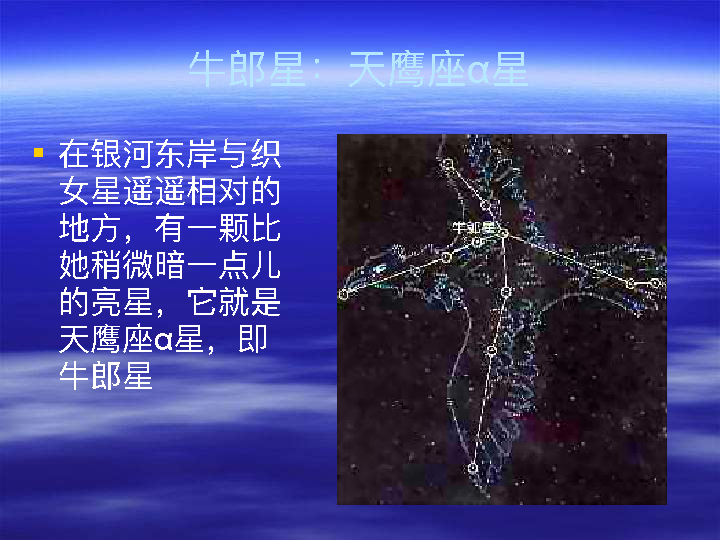 牛郎星：天鹰座α星
在银河东岸与织
女星遥遥相对的
地方，有一颗比
她稍微暗一点儿
的亮星，它就是
天鹰座α星，即
牛郎星
牛郎星